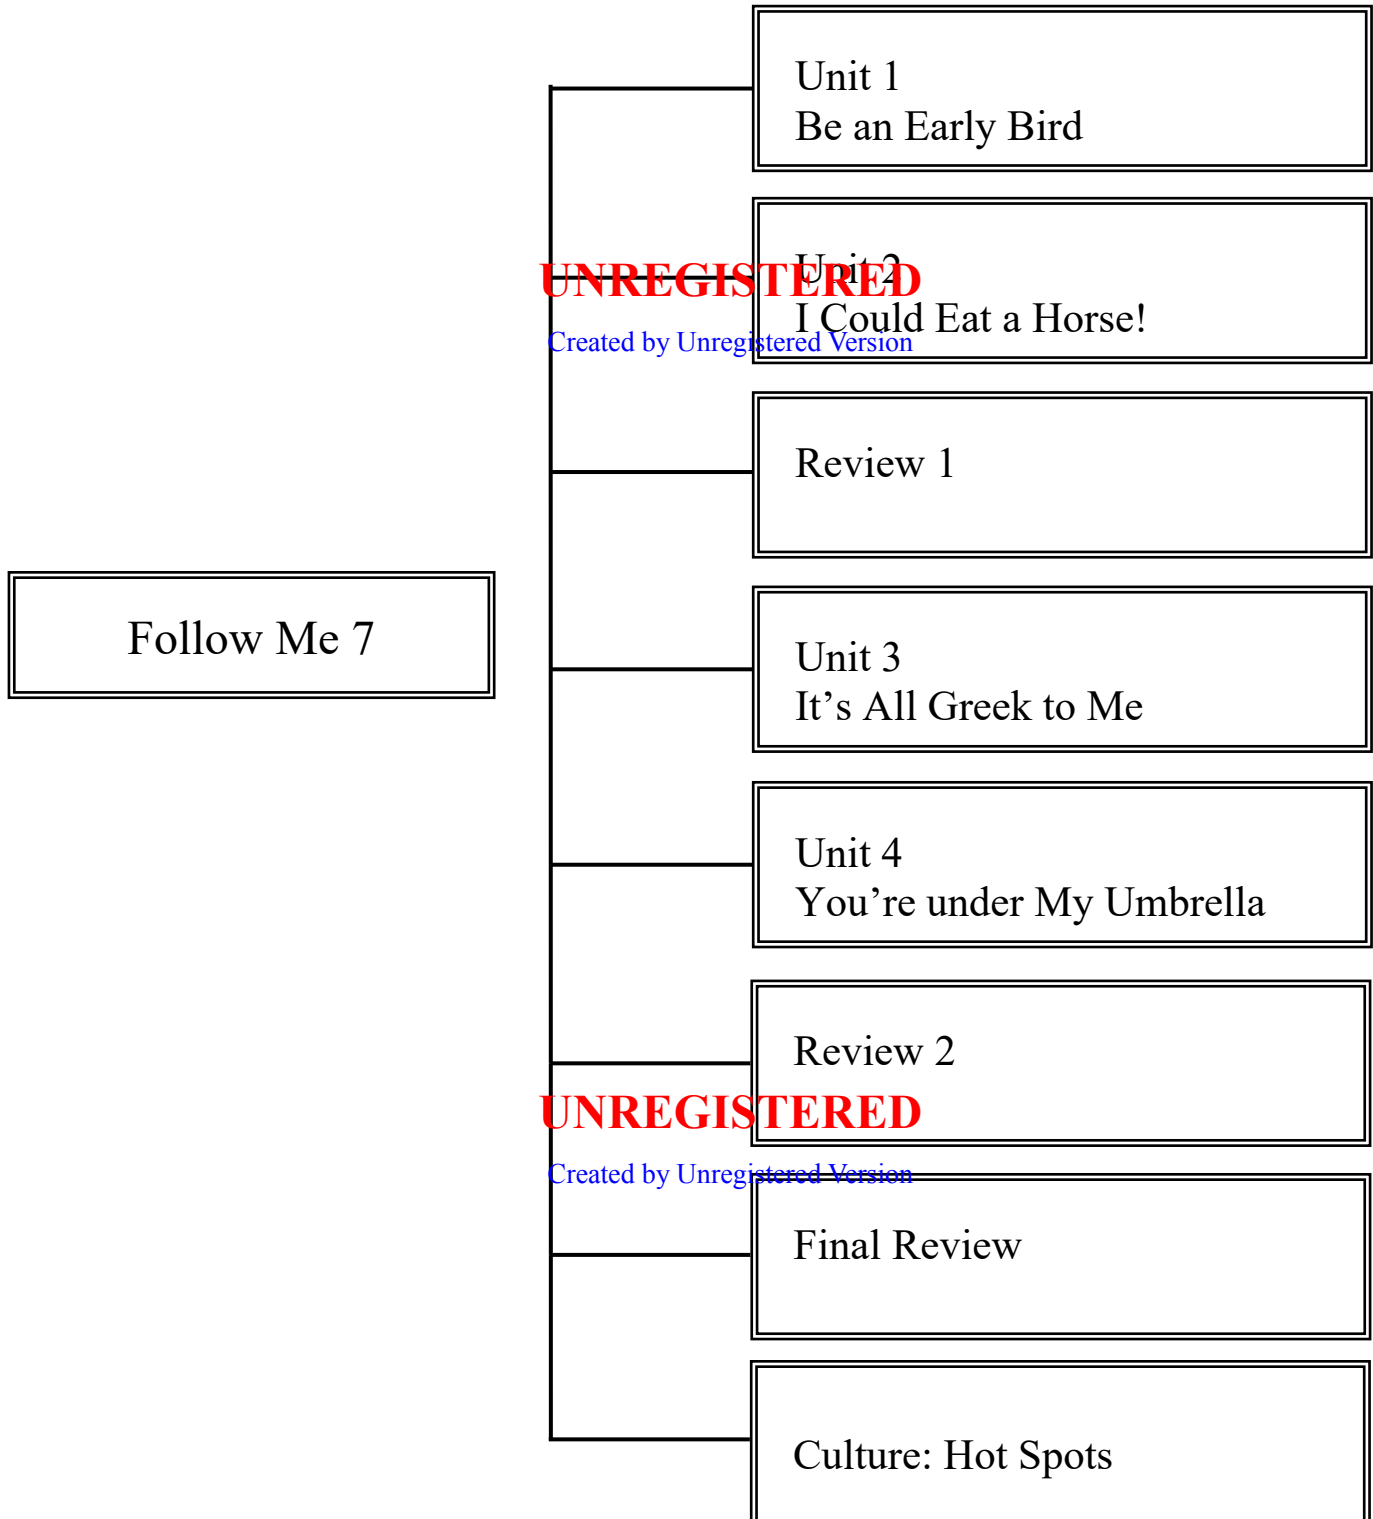 Unit 1
Be an Early Bird
Unit 2
UNREGISTERED
I Could Eat a Horse!
Created by Unregistered Version
Review 1
Follow Me 7
Unit 3
It’s All Greek to Me
Unit 4
You’re under My Umbrella
Review 2
UNREGISTERED
Created by Unregistered Version
Final Review
Culture: Hot Spots